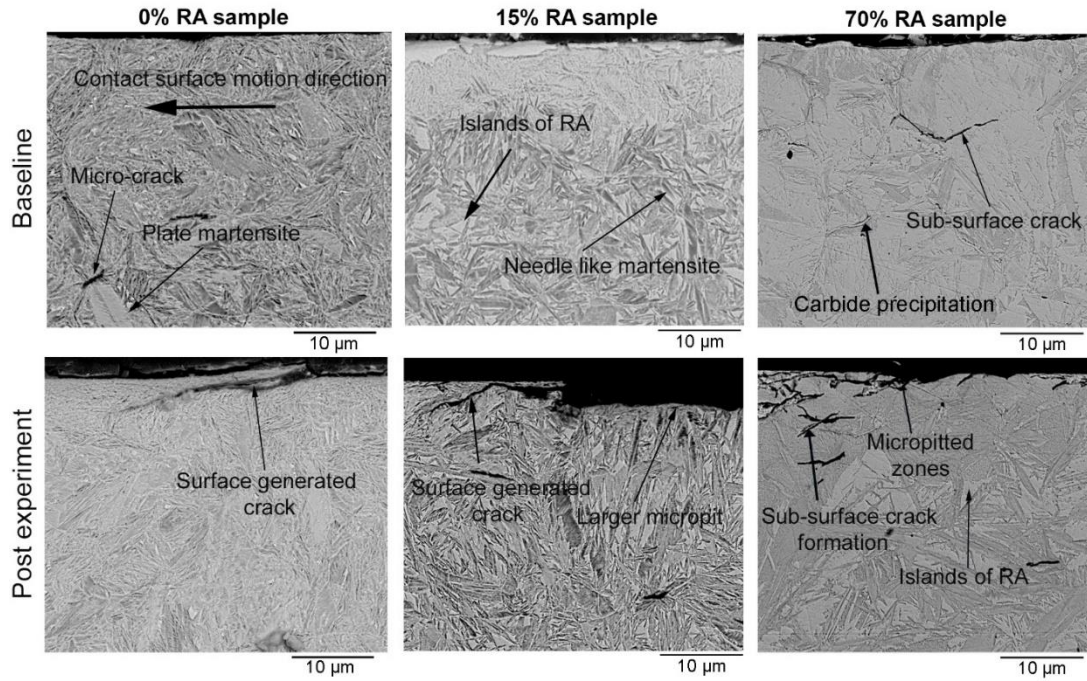 0% RA sample
15% RA sample
70% RA sample
Baseline
Contact surface motion direction
Micro-crack
Plate martensite
10 µm
Islands of RA
Needle like martensite
10 µm
Sub-surface crack
Carbide precipitation
10 µm
Post experiment
Surface generated
crack
10 µm
Surface generated
crack
Larger micropit
10 µm
Micropitted
zones
Sub-surface crack
formation
Islands of RA
10 µm